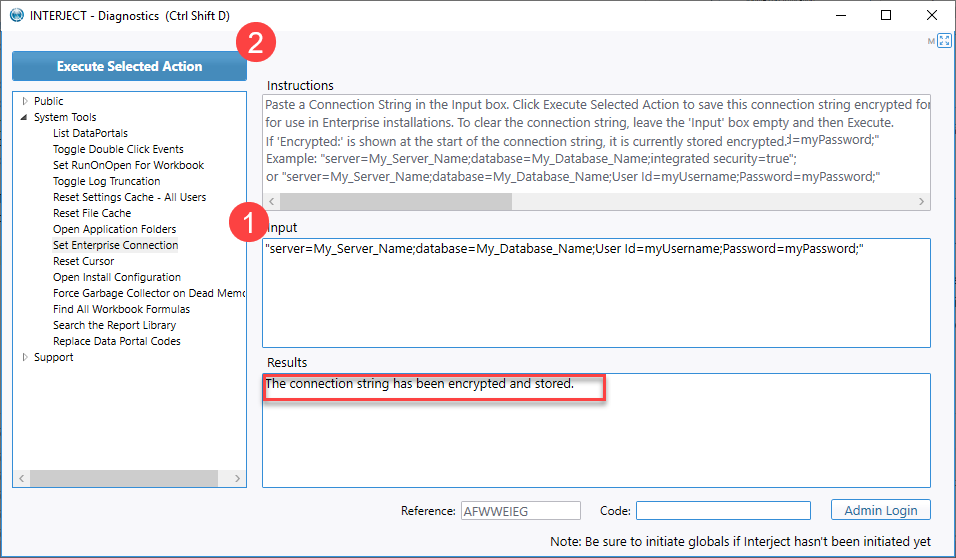 INTERJECT - Diagnostics (Ctrl Shift D)
2
M
Execute Selected Action
Public
System Tools
List DataPortals
Toggle Double Click Events
Set RunOnOpen For Workbook
Toggle Log Truncation
Reset Settings Cache - All Users
Reset File Cache
Open Application Folders
Set Enterprise Connection
Reset Cursor
Open Install Configuration
Force Garbage Collector on Dead Memo
Find All Workbook Formulas
Search the Report Library
Replace Data Portal Codes
Support
Instructions
Paste a Connection String in the Input box. Click Execute Selected Action to save this connection string encrypted for
for use in Enterprise installations. To clear the connection string, leave the 'Input' box empty and then Execute.
If 'Encrypted:' is shown at the start of the connection string, it is currently stored encrypted. d=myPassword;"
Example: "server=My_Server_Name;database=My_Database_Name;integrated security=true";
or "server=My_Server_Name;database=My_Database_Name;User Id=myUsername;Password=myPassword;"
1
Input
"server=My_Server_Name;database=My_Database_Name;User Id=myUsername;Password=myPassword;"
Results
The connection string has been encrypted and stored.
Reference: AFWWEIEG Code: Admin Login
Note: Be sure to initiate globals if Interject hasn't been initiated yet